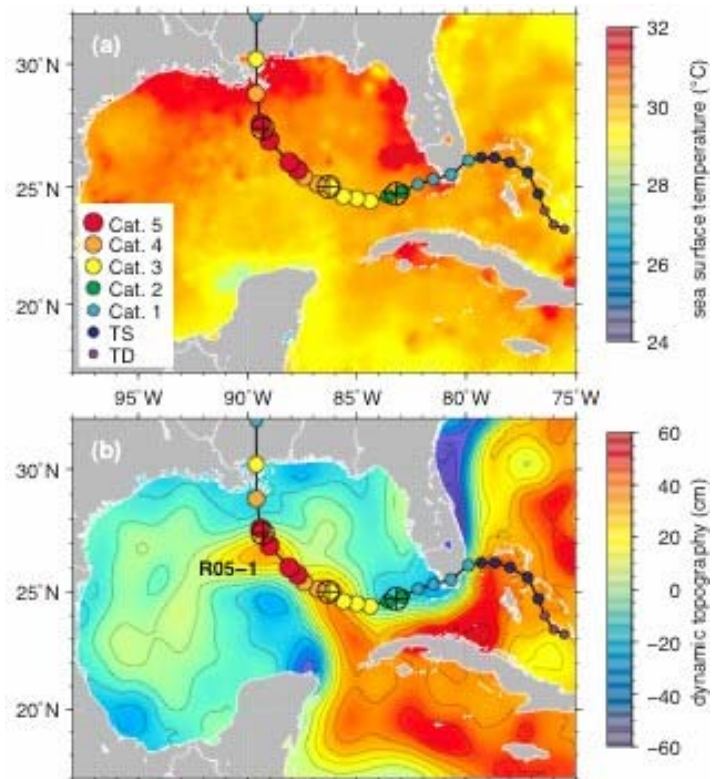 (a)
30°N
25°N
20°N
Cat. 5
Cat. 4
Cat. 3
Cat. 2
Cat. 1
TS
TD
32
30
28
26
24
sea surface temperature (°C)
95°W
90°W
85°W
80°W
(b)
30°N
25°N
20°N
R05-1
60
40
20
0
-20
-40
-60
dynamic topography (cm)